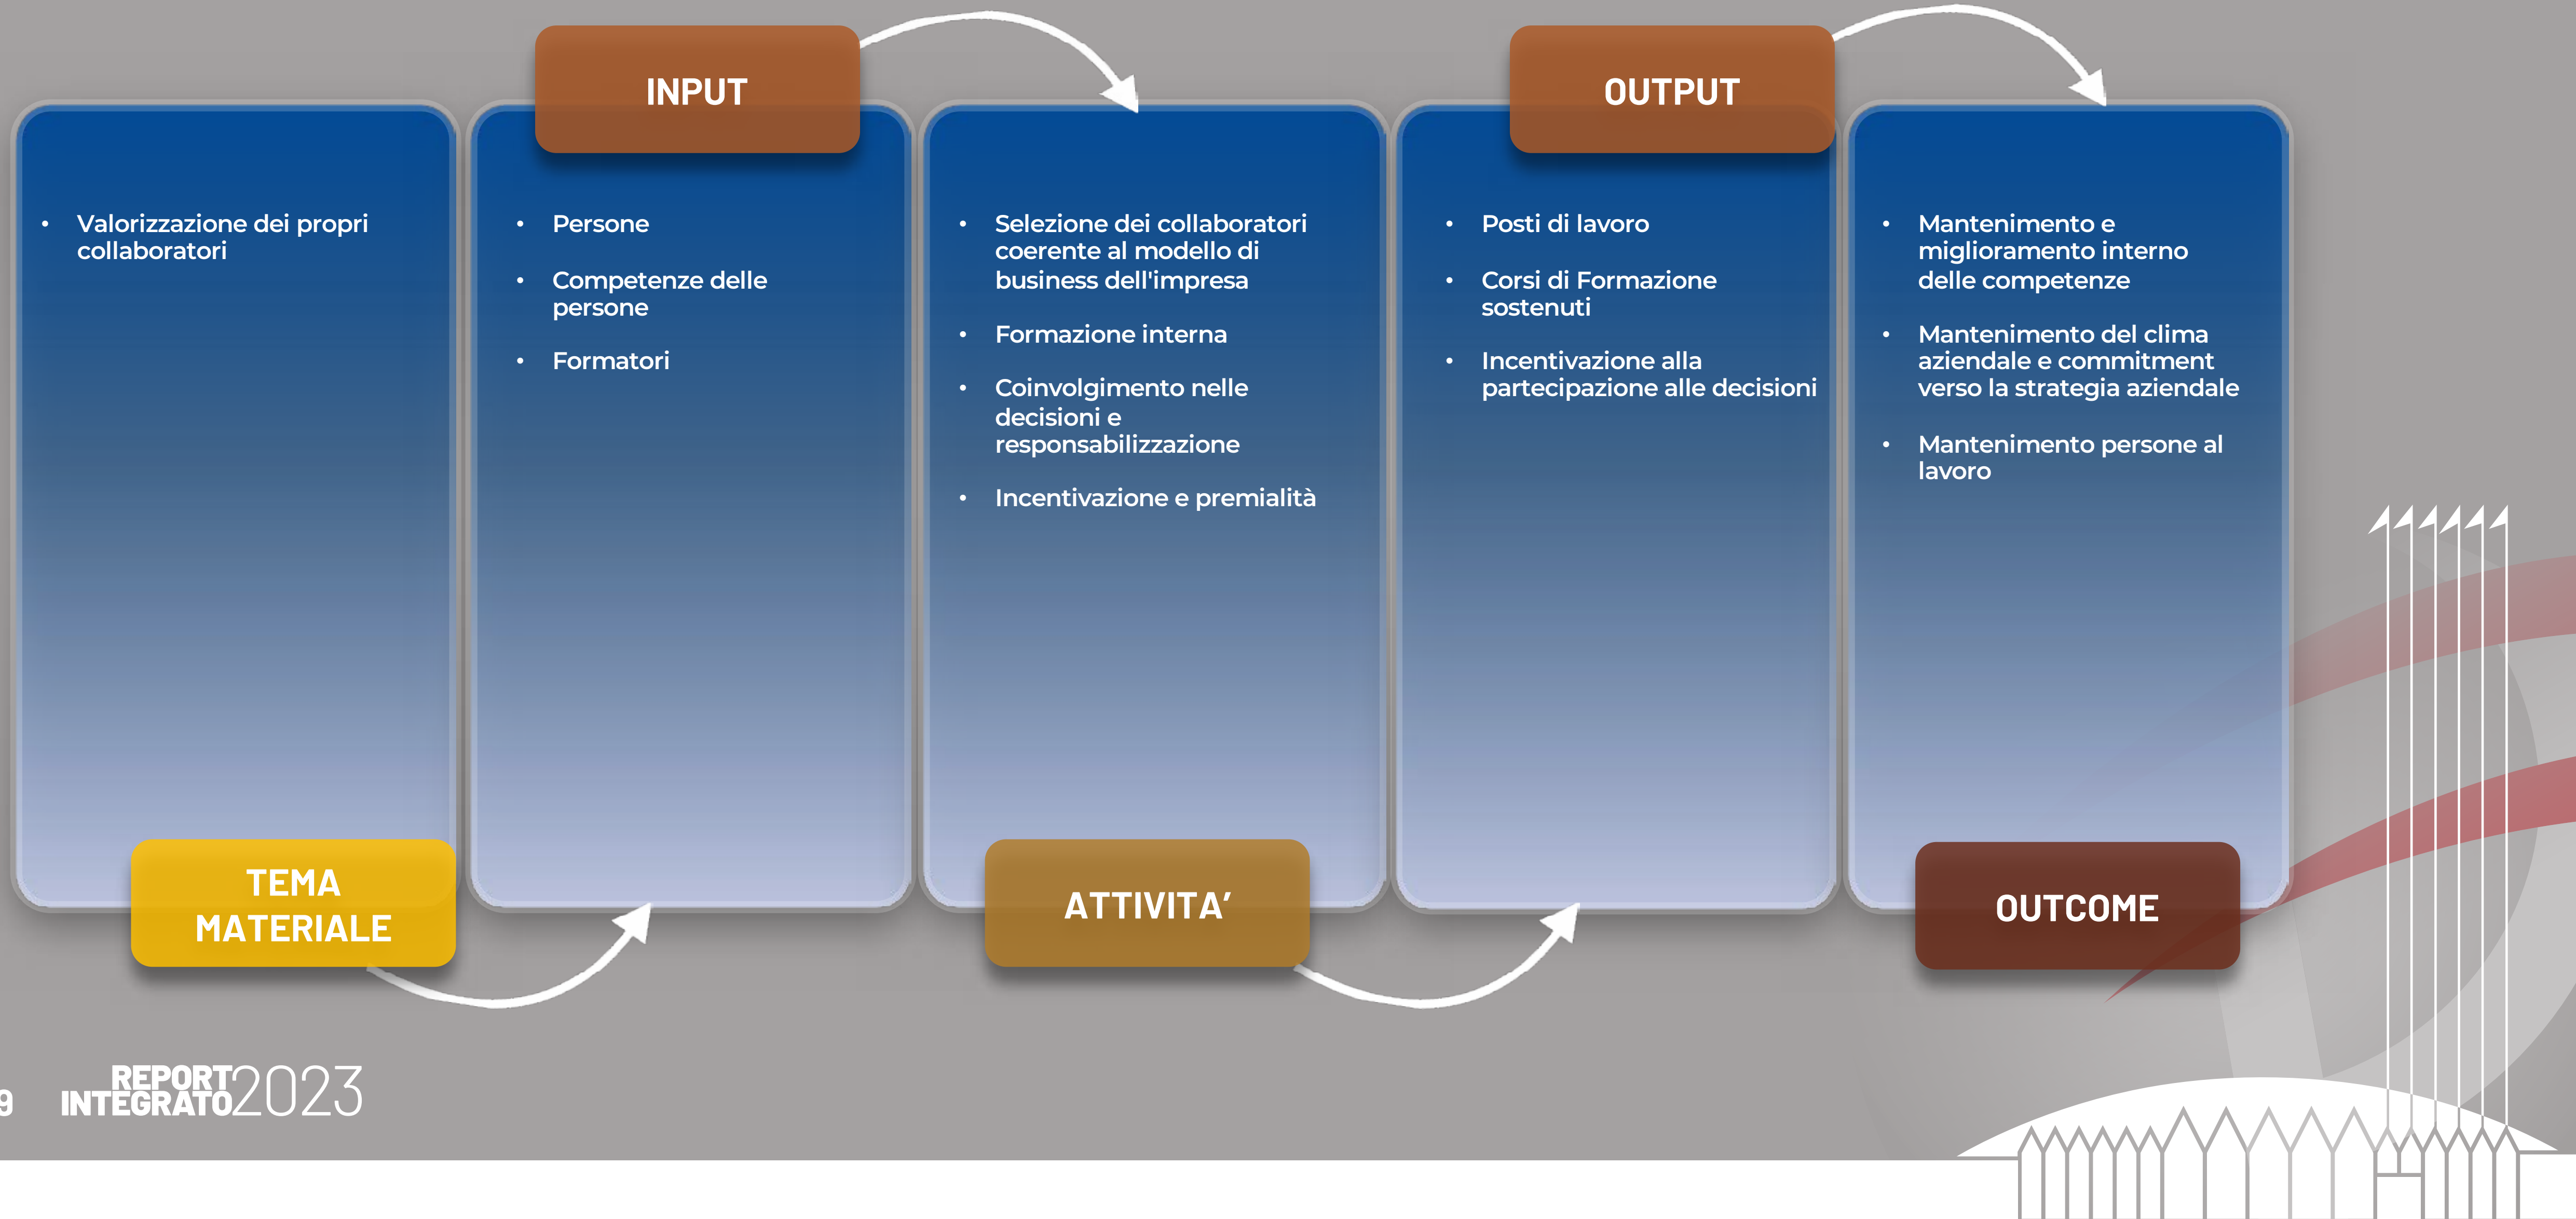 INPUT
OUTPUT
• Valorizzazione dei propri
collaboratori
• Persone
• Competenze delle
persone
• Formatori
• Selezione dei collaboratori
coerente al modello di
business dell'impresa
• Formazione interna
• Coinvolgimento nelle
decisioni e
responsabilizzazione
• Incentivazione e premialità
• Posti di lavoro
• Corsi di Formazione
sostenuti
• Incentivazione alla
partecipazione alle decisioni
• Mantenimento e
miglioramento interno
delle competenze
• Mantenimento del clima
aziendale e commitment
verso la strategia aziendale
• Mantenimento persone al
lavoro
TEMA
MATERIALE
ATTIVITA’
OUTCOME
9
REPORT
INTEGRATO 2023